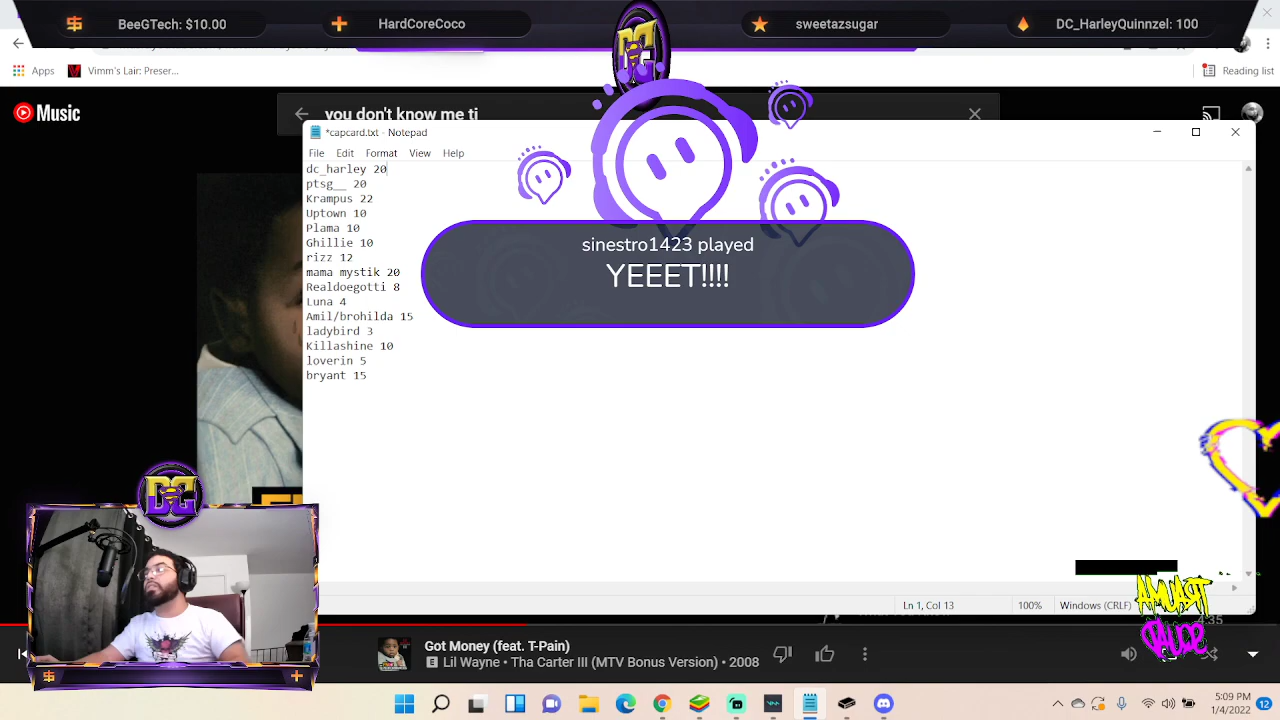 BeeGTech: $10.00
HardCoreCoco
sweetazsugar
DC_HarleyQuinnzel: 100
Apps
Vimm's Lair: Preser...
Reading list
Music
you don't know me ti
*capcard.txt - Notepad
File Edit Format View Help
dc_harley 20
ptsg__ 20
Krampus 22
Uptown 10
Plama 10
Ghillie 10
rizz 12
mama mystik 20
Realdoegotti 8
Luna 4
Amil/brohilda 15
ladybird 3
Killashine 10
loverin 5
bryant 15
sinestro1423 played
YEEET!!!!
Ln 1, Col 13
100%
Windows (CRLF)
4:35
Got Money (feat. T-Pain)
E Lil Wayne • Tha Carter III (MTV Bonus Version) • 2008
5:09 PM
1/4/2022
12